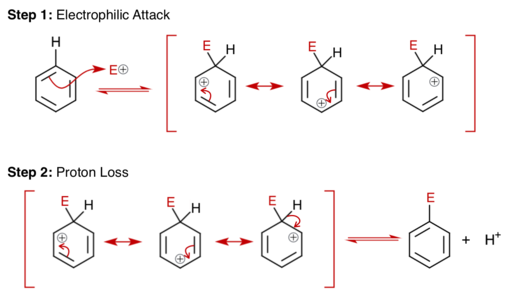 Step 1: Electrophilic Attack
H
E⊕
E H
⊕
E H
⊕
E H
⊕
Step 2: Proton Loss
E H
⊕
E H
⊕
E H
⊕
E
+ H+